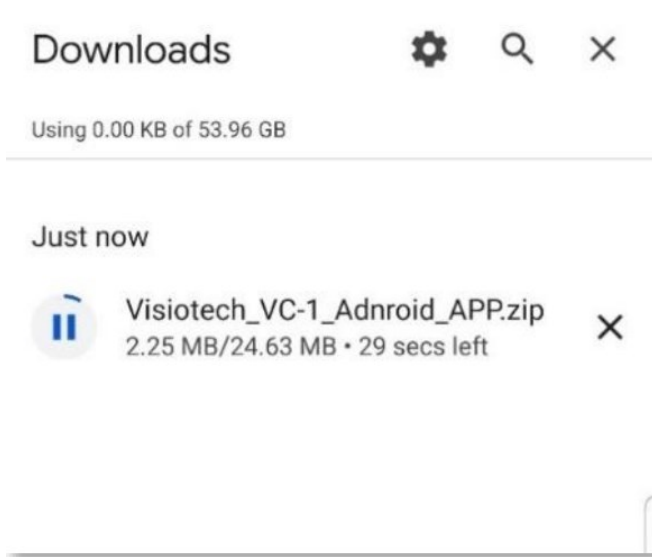 Downloads
Using 0.00 KB of 53.96 GB
Just now
Visiotech_VC-1_Adnroid_APP.zip
2.25 MB/24.63 MB • 29 secs left